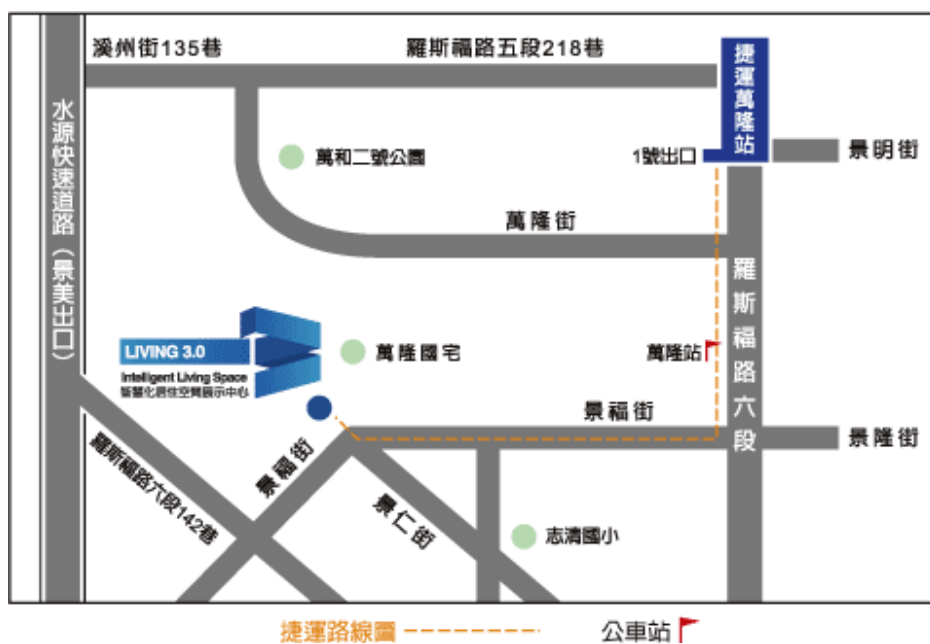 溪州街135巷
羅斯福路五段218巷
捷運萬隆站
水源快速道路(景美出口)
景明街
1號出口
萬和二號公園
萬隆街
羅斯福路六段
LIVING 3.0
萬隆國宅
萬隆站
Intelligent Living Space
智慧化居住空間展示中心
景福街
景隆街
景福街
羅斯福路六段142巷
景仁街
志清國小
捷運路線圖
公車站